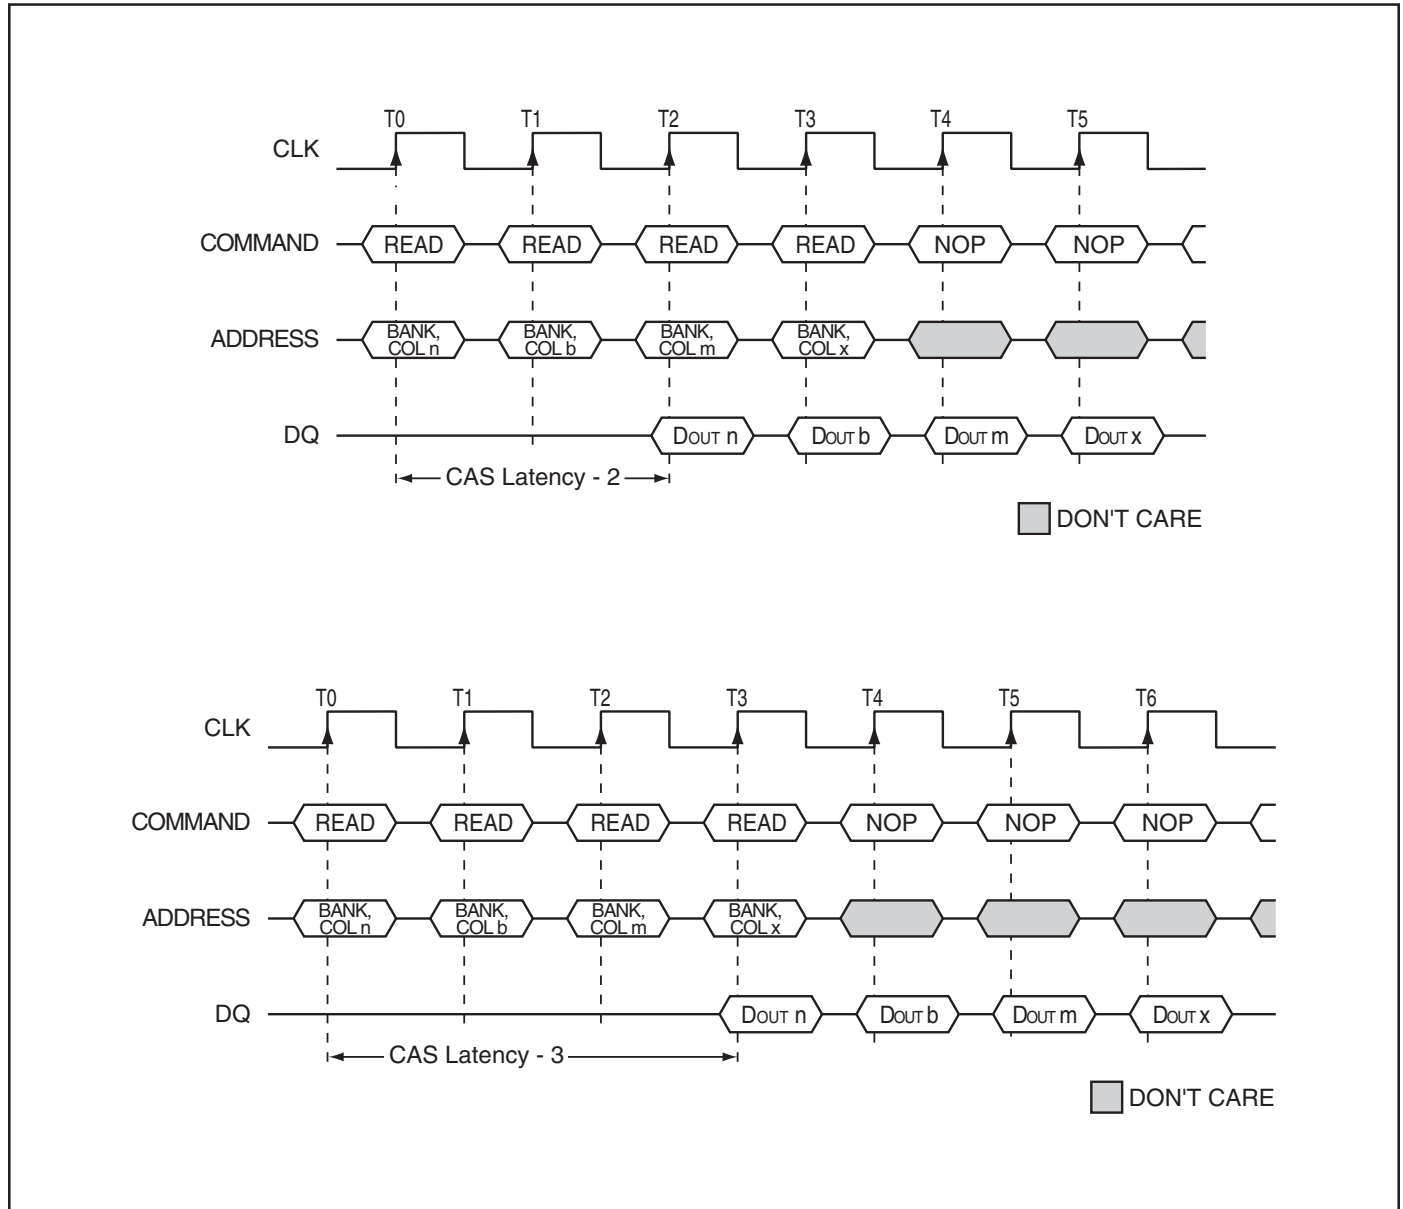 T0 T1 T2 T3 T4 T5
CLK
COMMAND READ READ READ READ NOP NOP
ADDRESS BANK, COL n BANK, COL b BANK, COL m BANK, COL x
DQ DOUT n DOUT b DOUT m DOUT x
CAS Latency - 2
DON'T CARE
T0 T1 T2 T3 T4 T5 T6
CLK
COMMAND READ READ READ READ NOP NOP NOP
ADDRESS BANK, COL n BANK, COL b BANK, COL m BANK, COL x
DQ DOUT n DOUT b DOUT m DOUT x
CAS Latency - 3
DON'T CARE